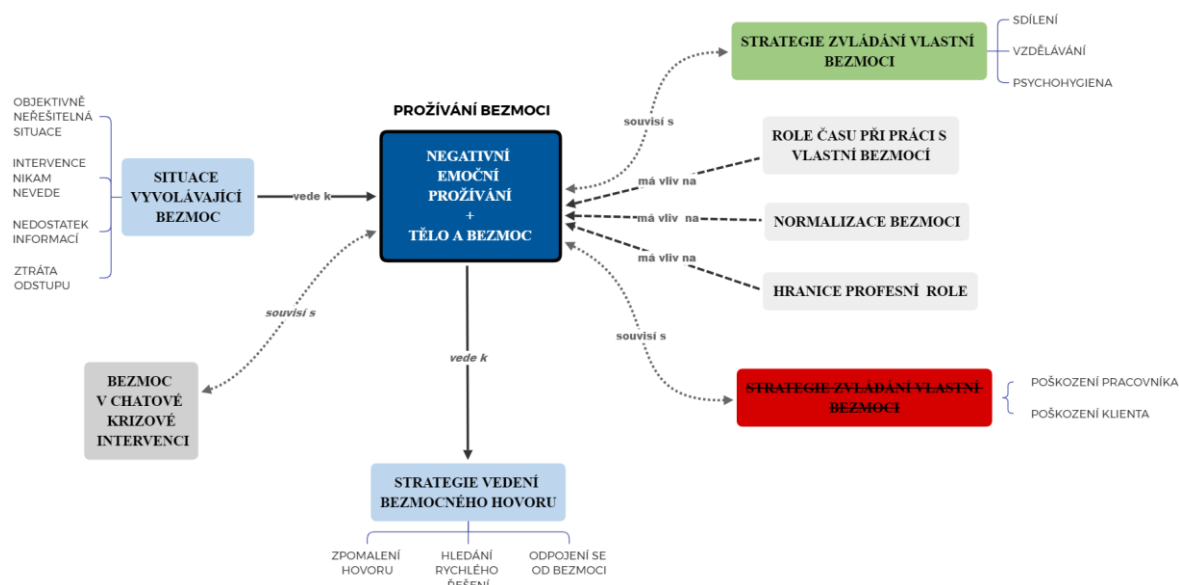 OBJEKTIVNĚ
NEŘEŠITELNÁ
SITUACE
INTERVENCE
NIKAM
NEVEDE
NEDOSTATEK
INFORMACÍ
ZTRÁTA
ODSTUPU
SITUACE
VYVOLÁVAJÍCÍ
BEZMOC
vede k
PROŽÍVÁNÍ BEZMOCI
NEGATIVNÍ
EMOČNÍ
PROŽÍVÁNÍ
+
TĚLO A BEZMOC
souvisí s
STRATEGIE ZVLÁDÁNÍ VLASTNÍ
BEZMOCI
SDÍLENÍ
VZDĚLÁVÁNÍ
PSYCHOHYGIENA
má vliv na
ROLE ČASU PŘI PRÁCI S
VLASTNÍ BEZMOCÍ
má vliv na
NORMALIZACE BEZMOCI
má vliv na
HRANICE PROFESNÍ ROLE
souvisí s
STRATEGIE ZVLÁDÁNÍ VLASTNÍ
BEZMOCI
POŠKOZENÍ PRACOVNÍKA
POŠKOZENÍ KLIENTA
souvisí s
BEZMOC
V CHATOVÉ
KRIZOVÉ
INTERVENCI
vede k
STRATEGIE VEDENÍ
BEZMOCNÉHO HOVORU
ZPOMALENÍ
HOVORU
HLEDÁNÍ
RYCHLÉHO
ŘEŠENÍ
ODPOJENÍ SE
OD BEZMOCI